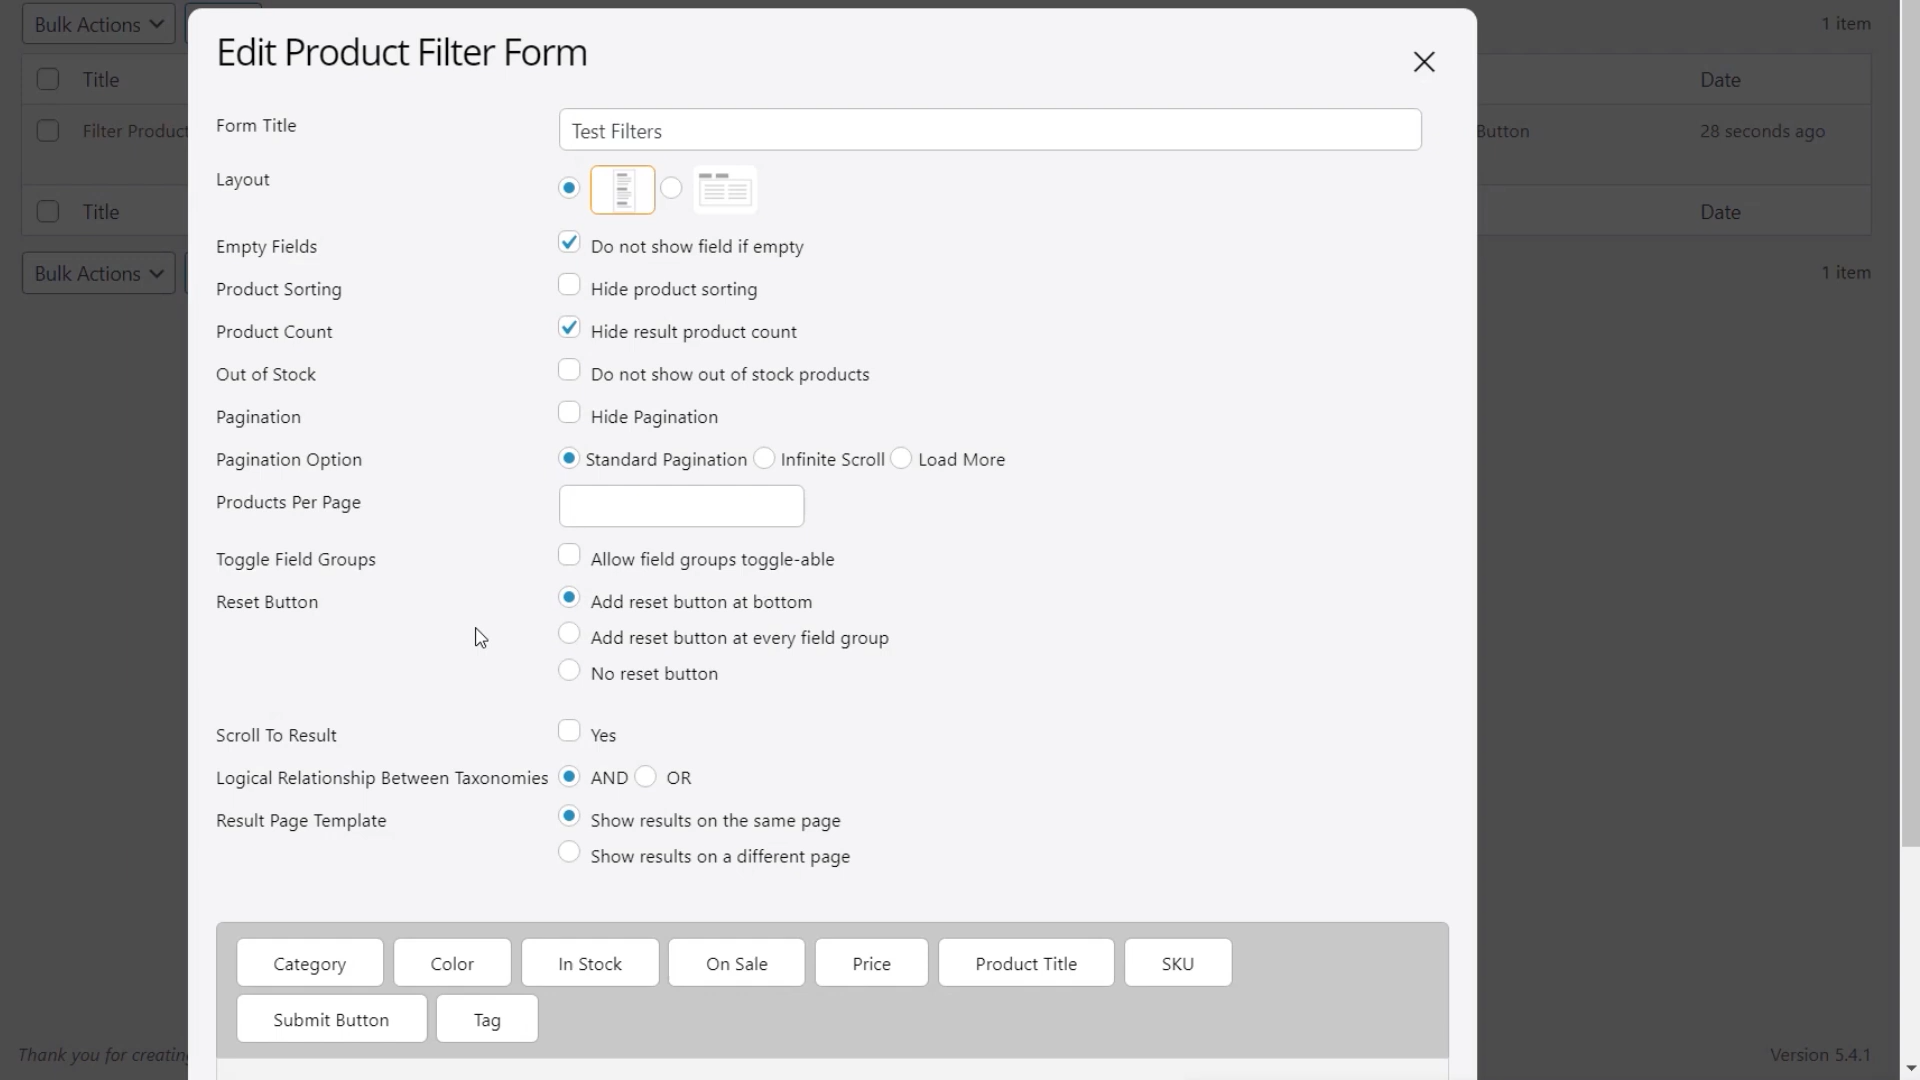 Bulk Actions
1 item
Edit Product Filter Form
Title
Date
Form Title
Test Filters
Filter Product
Button
28 seconds ago
Layout
Title
Date
Empty Fields
Do not show field if empty
Bulk Actions
1 item
Product Sorting
Hide product sorting
Product Count
Hide result product count
Out of Stock
Do not show out of stock products
Pagination
Hide Pagination
Pagination Option
Standard Pagination Infinite Scroll Load More
Products Per Page
Toggle Field Groups
Allow field groups toggle-able
Reset Button
Add reset button at bottom
Add reset button at every field group
No reset button
Scroll To Result
Yes
Logical Relationship Between Taxonomies
AND OR
Result Page Template
Show results on the same page
Show results on a different page
Category Color In Stock On Sale Price Product Title SKU
Submit Button Tag
Thank you for creating
Version 5.4.1